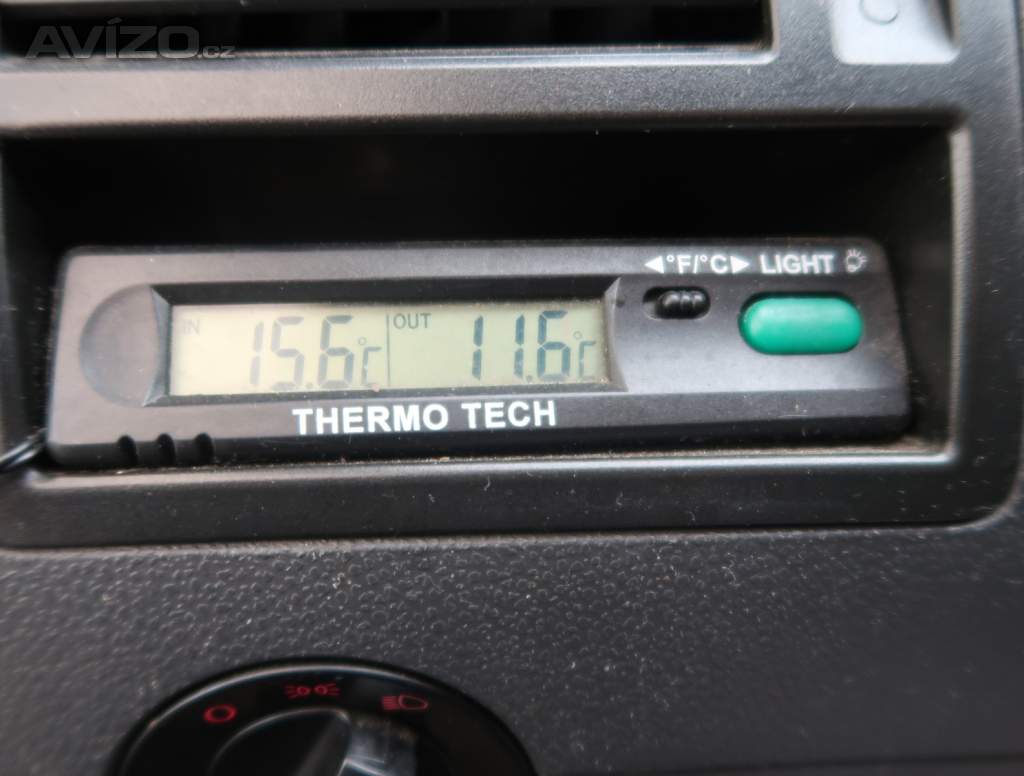 AVÍZO.cz
◀°F/°C▶ LIGHT
IN 15.6°C OUT 11.6°C
THERMO TECH